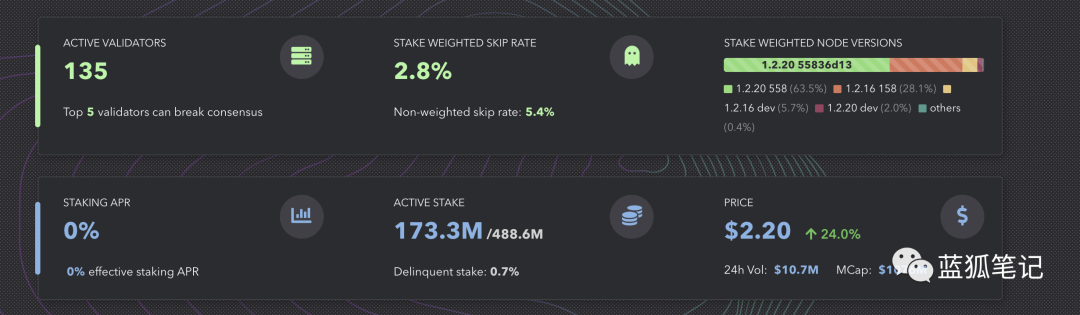 ACTIVE VALIDATORS
135
Top 5 validators can break consensus
STAKE WEIGHTED SKIP RATE
2.8%
Non-weighted skip rate: 5.4%
STAKE WEIGHTED NODE VERSIONS
1.2.20 55836d13
1.2.20 558 (63.5%) 1.2.16 158 (28.1%)
1.2.16 dev (5.7%) 1.2.20 dev (2.0%) others
(0.4%)
STAKING APR
0%
0% effective staking APR
ACTIVE STAKE
173.3M /488.6M
Delinquent stake: 0.7%
PRICE
$2.20 24.0%
24h Vol: $10.7M MCap:
蓝狐笔记